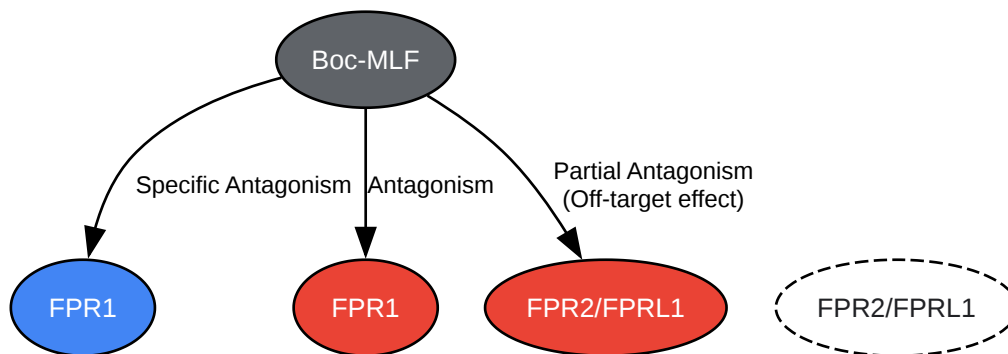 Boc-MLF
Specific Antagonism
Antagonism
Partial Antagonism
(Off-target effect)
FPR1
FPR1
FPR2/FPRL1
FPR2/FPRL1